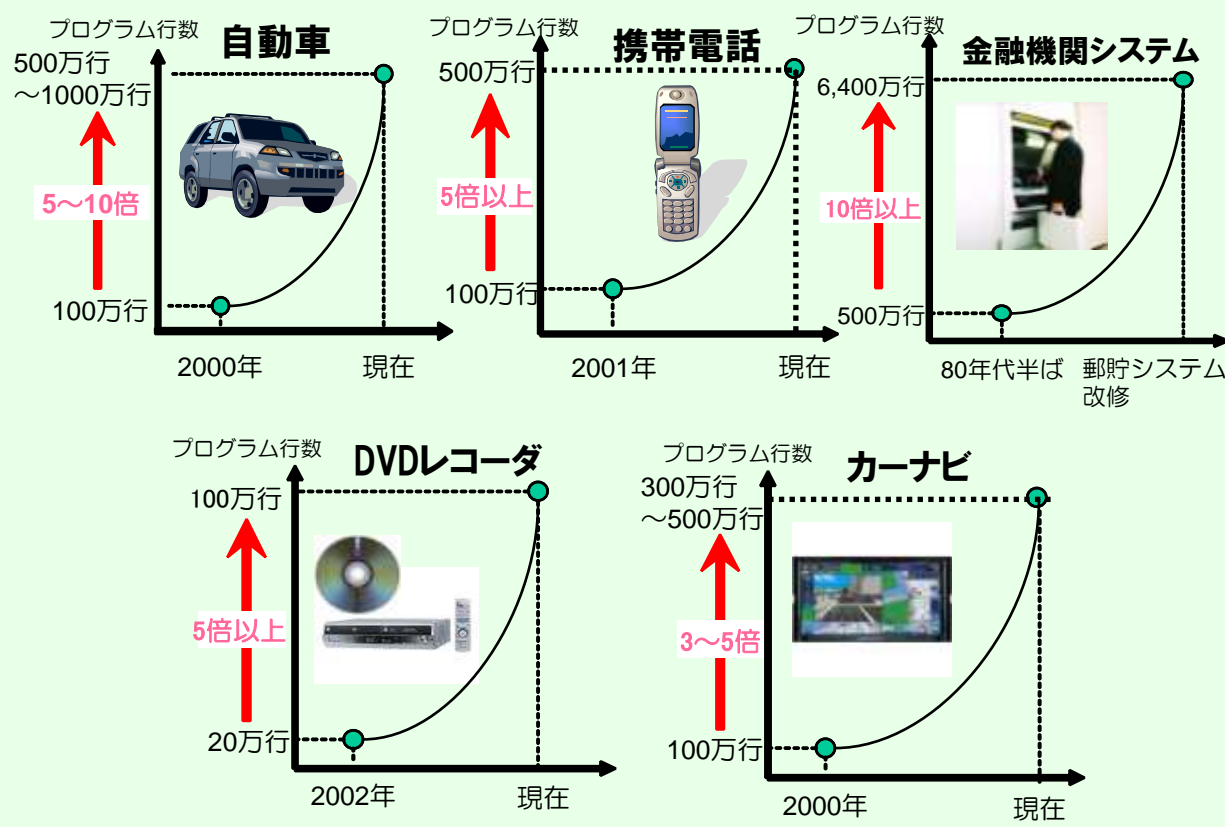 プログラム行数
自動車
500万行
～1000万行
5～10倍
100万行
2000年
現在
プログラム行数
携帯電話
500万行
5倍以上
100万行
2001年
現在
プログラム行数
金融機関システム
6,400万行
10倍以上
500万行
80年代半ば
郵貯システム
改修
プログラム行数
DVDレコーダ
100万行
5倍以上
20万行
2002年
現在
プログラム行数
カーナビ
300万行
～500万行
3～5倍
100万行
2000年
現在